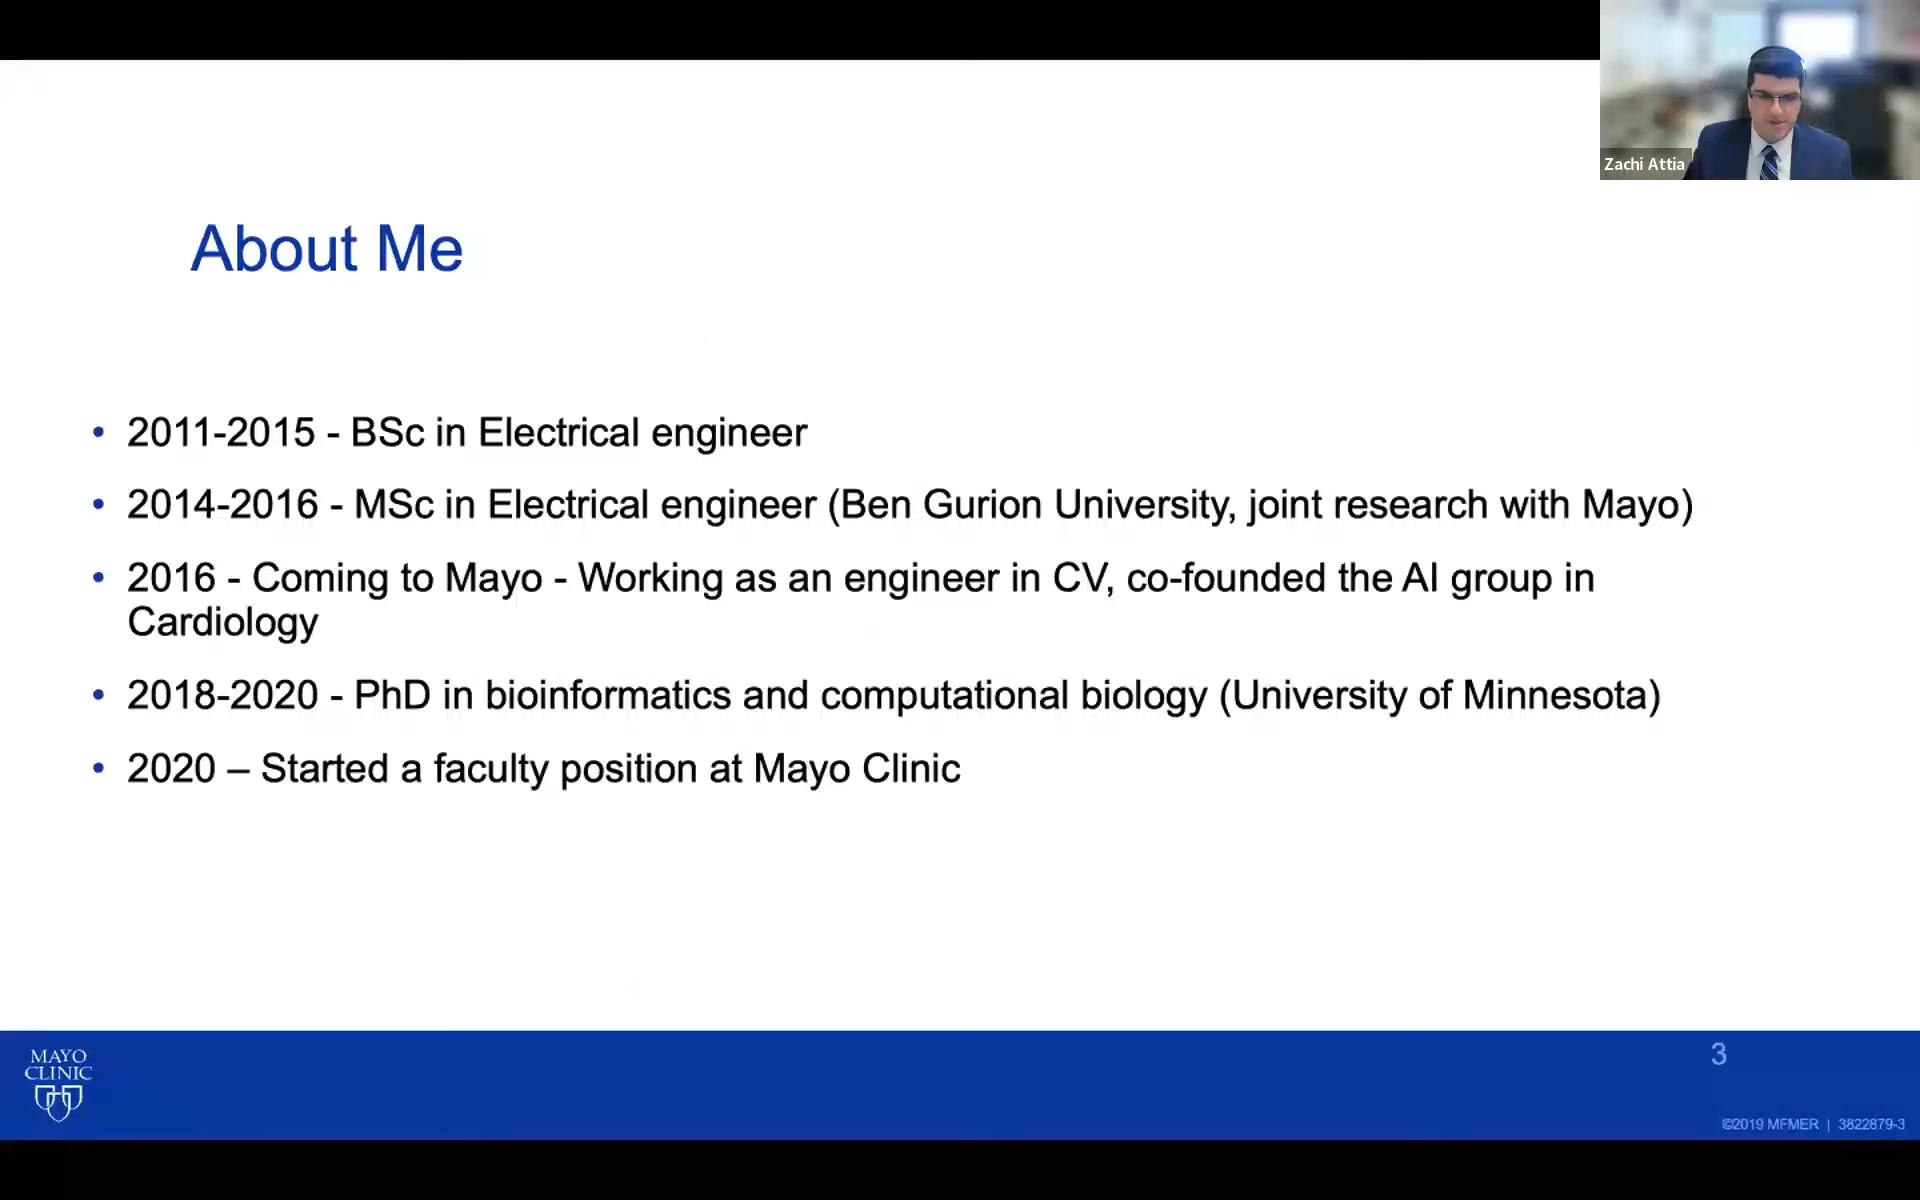 Zachi Attia
About Me
• 2011-2015 - BSc in Electrical engineer
• 2014-2016 - MSc in Electrical engineer (Ben Gurion University, joint research with Mayo)
• 2016 - Coming to Mayo - Working as an engineer in CV, co-founded the AI group in
Cardiology
• 2018-2020 - PhD in bioinformatics and computational biology (University of Minnesota)
• 2020 – Started a faculty position at Mayo Clinic
MAYO
CLINIC
3
©2019 MFMER | 3822879-3